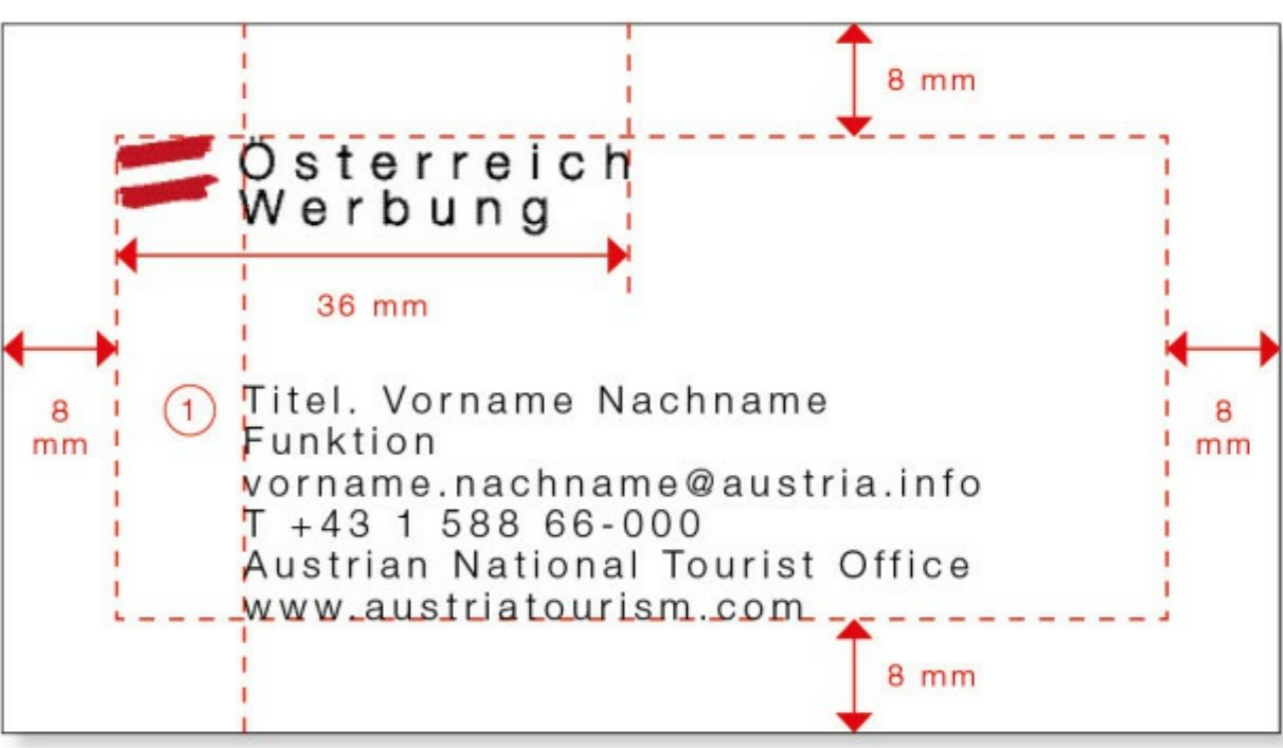 8 mm
Österreich
Werbung
36 mm
8
mm
8
mm
1
Titel. Vorname Nachname
Funktion
vorname.nachname@austria.info
T +43 1 588 66-000
Austrian National Tourist Office
www.austriatourism.com
8 mm